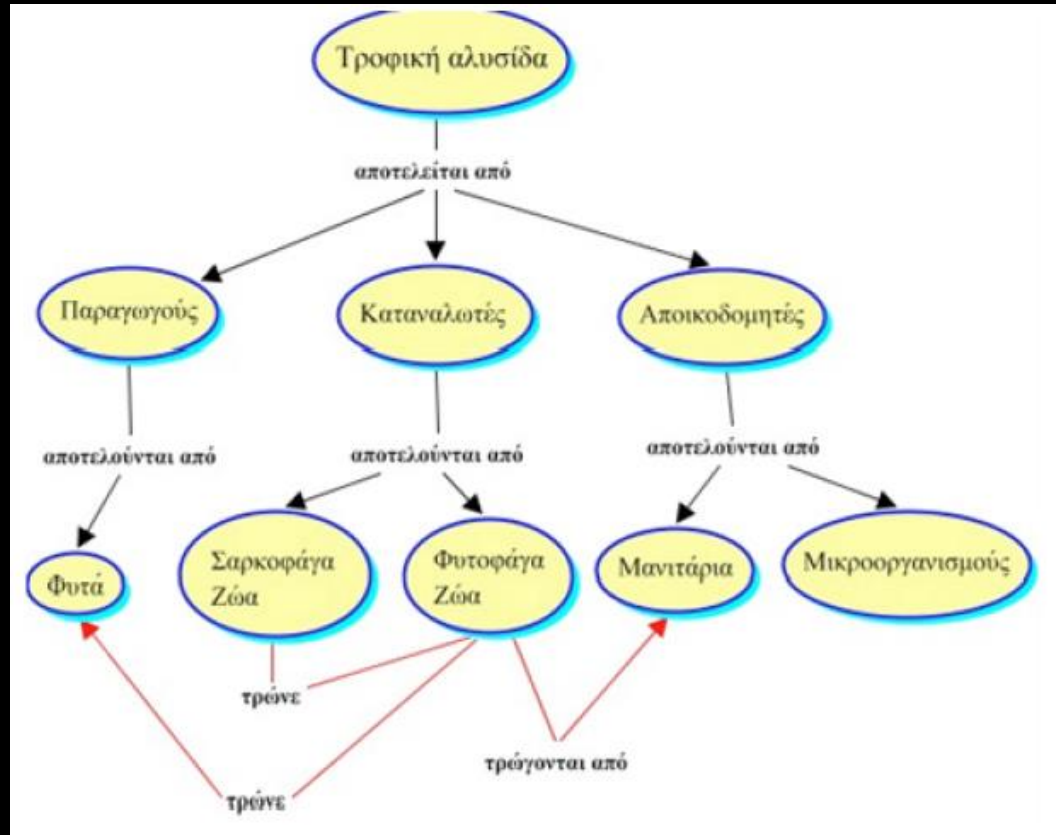 Τροφική αλυσίδα
αποτελείται από
Παραγωγούς
Καταναλωτές
Αποικοδομητές
αποτελούνται από
αποτελούνται από
αποτελούνται από
Φυτά
Σαρκοφάγα
Ζώα
Φυτοφάγα
Ζώα
Μανιτάρια
Μικροοργανισμούς
τρώνε
τρώγονται από
τρώνε